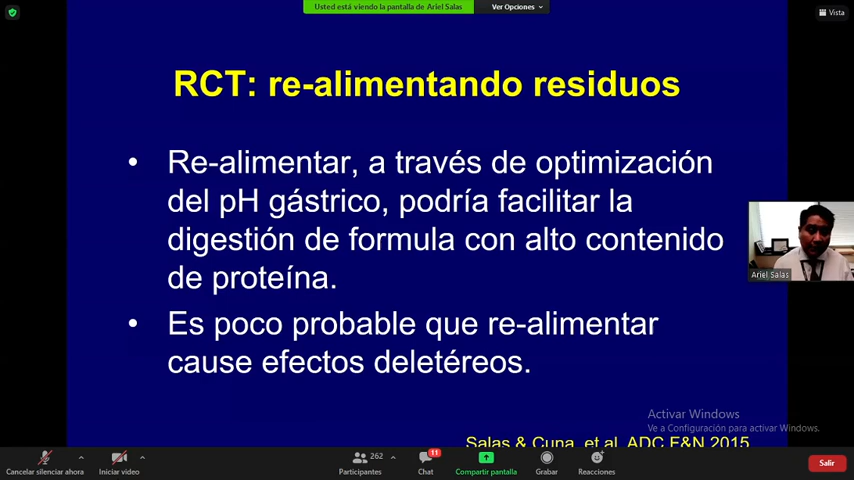 Usted está viendo la pantalla de Ariel Salas
Ver Opciones
Vista
RCT: re-alimentando residuos
• Re-alimentar, a través de optimización
del pH gástrico, podría facilitar la
digestión de formula con alto contenido
de proteína.
• Es poco probable que re-alimentar
cause efectos deletéreos.
Ariel Salas
Activar Windows
Ve a Configuración para activar Windows.
Salas & Cuna, et al. ADC F&N 2015
Cancelar silenciar ahora
Iniciar video
262
Participantes
11
Chat
Compartir pantalla
Grabar
Reacciones
Salir